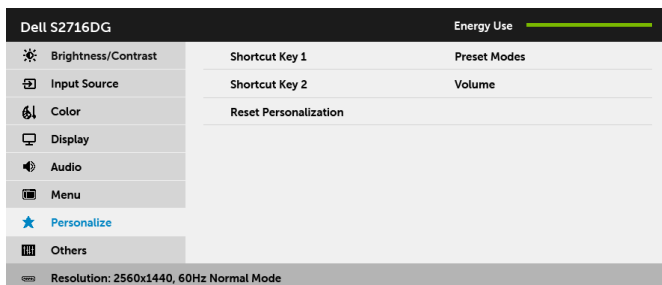 Dell S2716DG Energy Use
Brightness/Contrast Shortcut Key 1 Preset Modes
Input Source Shortcut Key 2 Volume
Color Reset Personalization
Display
Audio
Menu
Personalize
Others
Resolution: 2560x1440, 60Hz Normal Mode